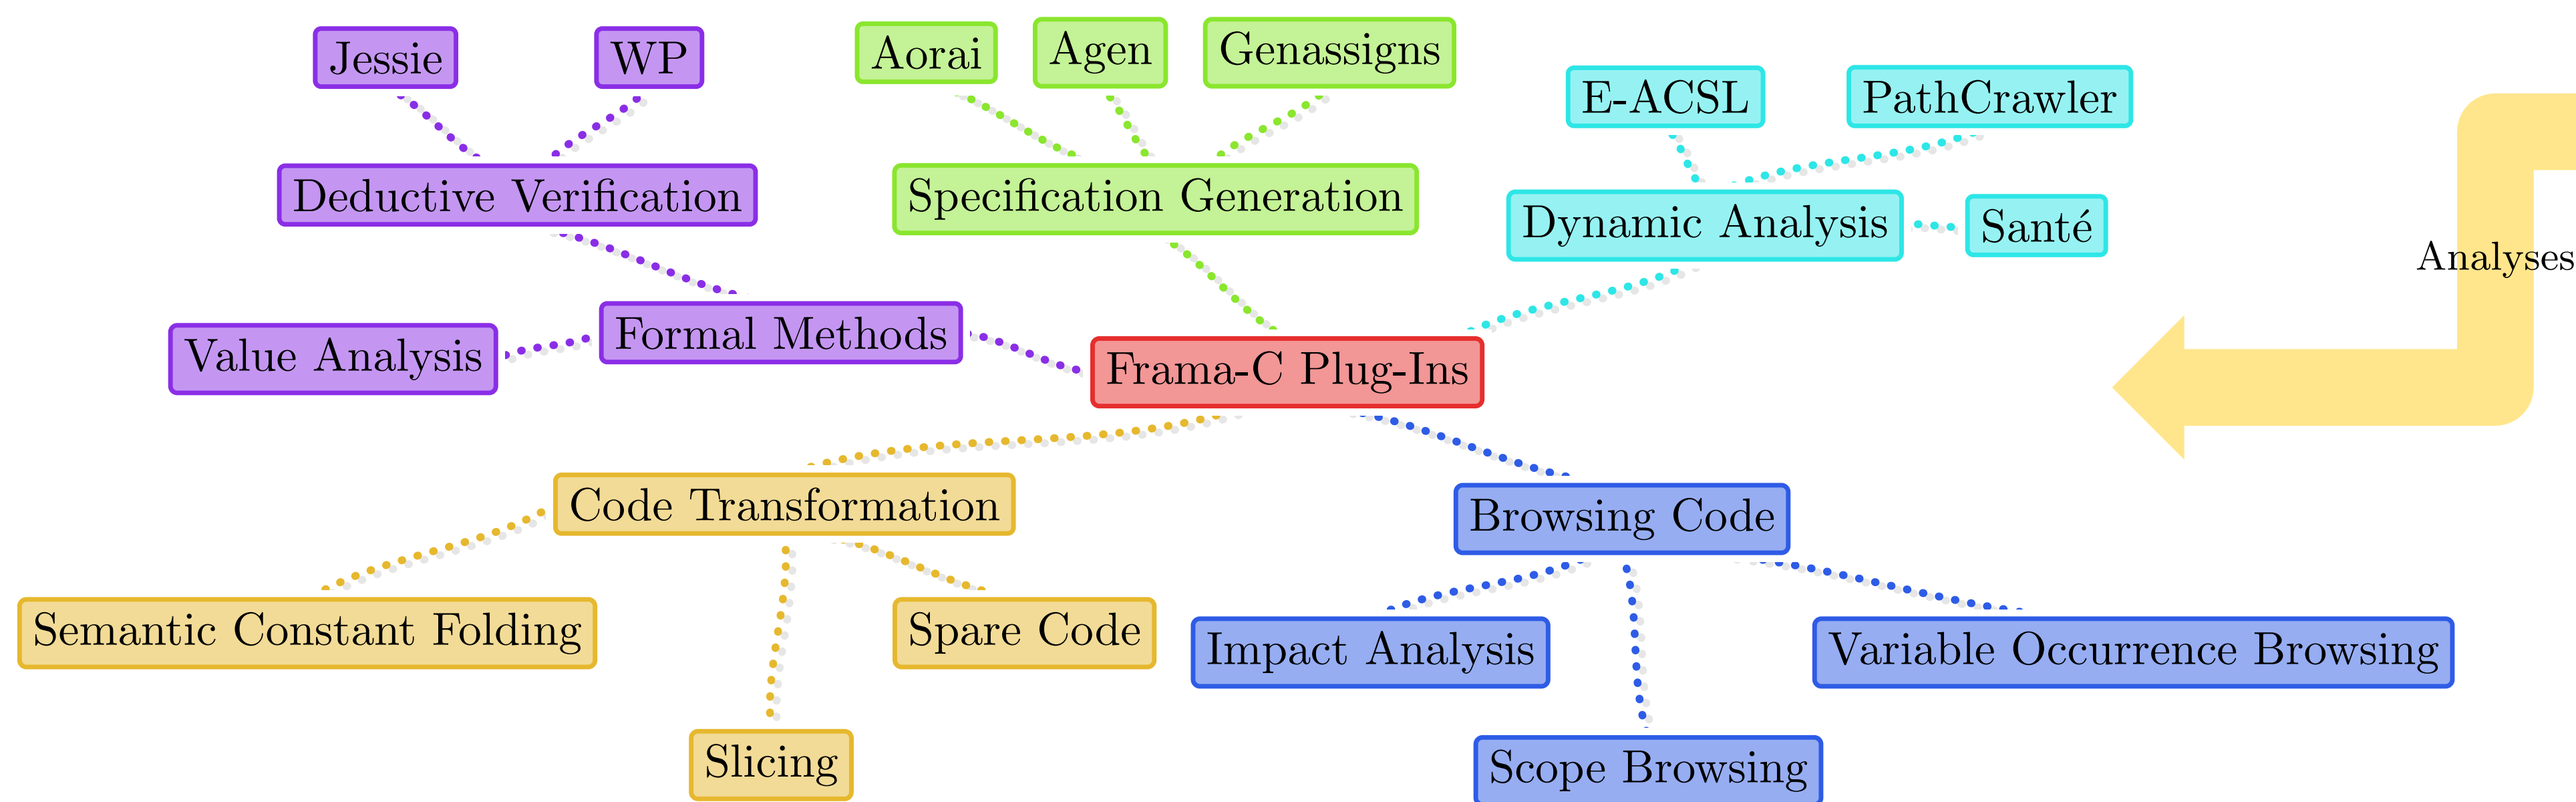 Jessie
WP
Aorai
Agen
Genassigns
E-ACSL
PathCrawler
Deductive Verification
Specification Generation
Dynamic Analysis
Santé
Analyses
Value Analysis
Formal Methods
Frama-C Plug-Ins
Code Transformation
Browsing Code
Semantic Constant Folding
Spare Code
Impact Analysis
Variable Occurrence Browsing
Slicing
Scope Browsing